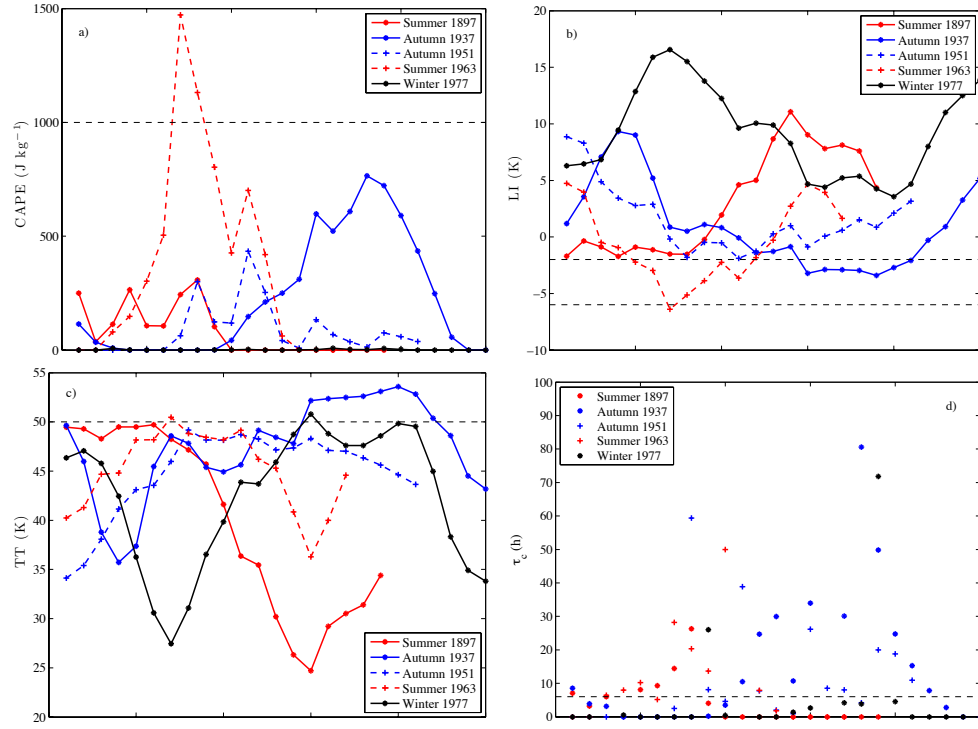 1500
1000
500
0
CAPE (J kg⁻¹)
a)
Summer 1897
Autumn 1937
Autumn 1951
Summer 1963
Winter 1977
20
15
10
5
0
−5
−10
LI (K)
b)
Summer 1897
Autumn 1937
Autumn 1951
Summer 1963
Winter 1977
55
50
45
40
35
30
25
20
TT (K)
c)
Summer 1897
Autumn 1937
Autumn 1951
Summer 1963
Winter 1977
100
90
80
70
60
50
40
30
20
10
0
τc (h)
d)
Summer 1897
Autumn 1937
Autumn 1951
Summer 1963
Winter 1977